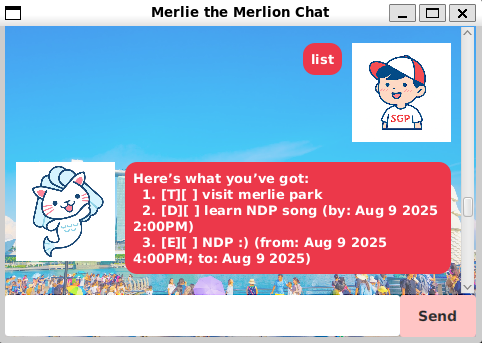 Merlie the Merlion Chat
list
SGP
Here’s what you’ve got:
1. [T][ ] visit merlie park
2. [D][ ] learn NDP song (by: Aug 9 2025
2:00PM)
3. [E][ ] NDP :) (from: Aug 9 2025
4:00PM; to: Aug 9 2025)
Send